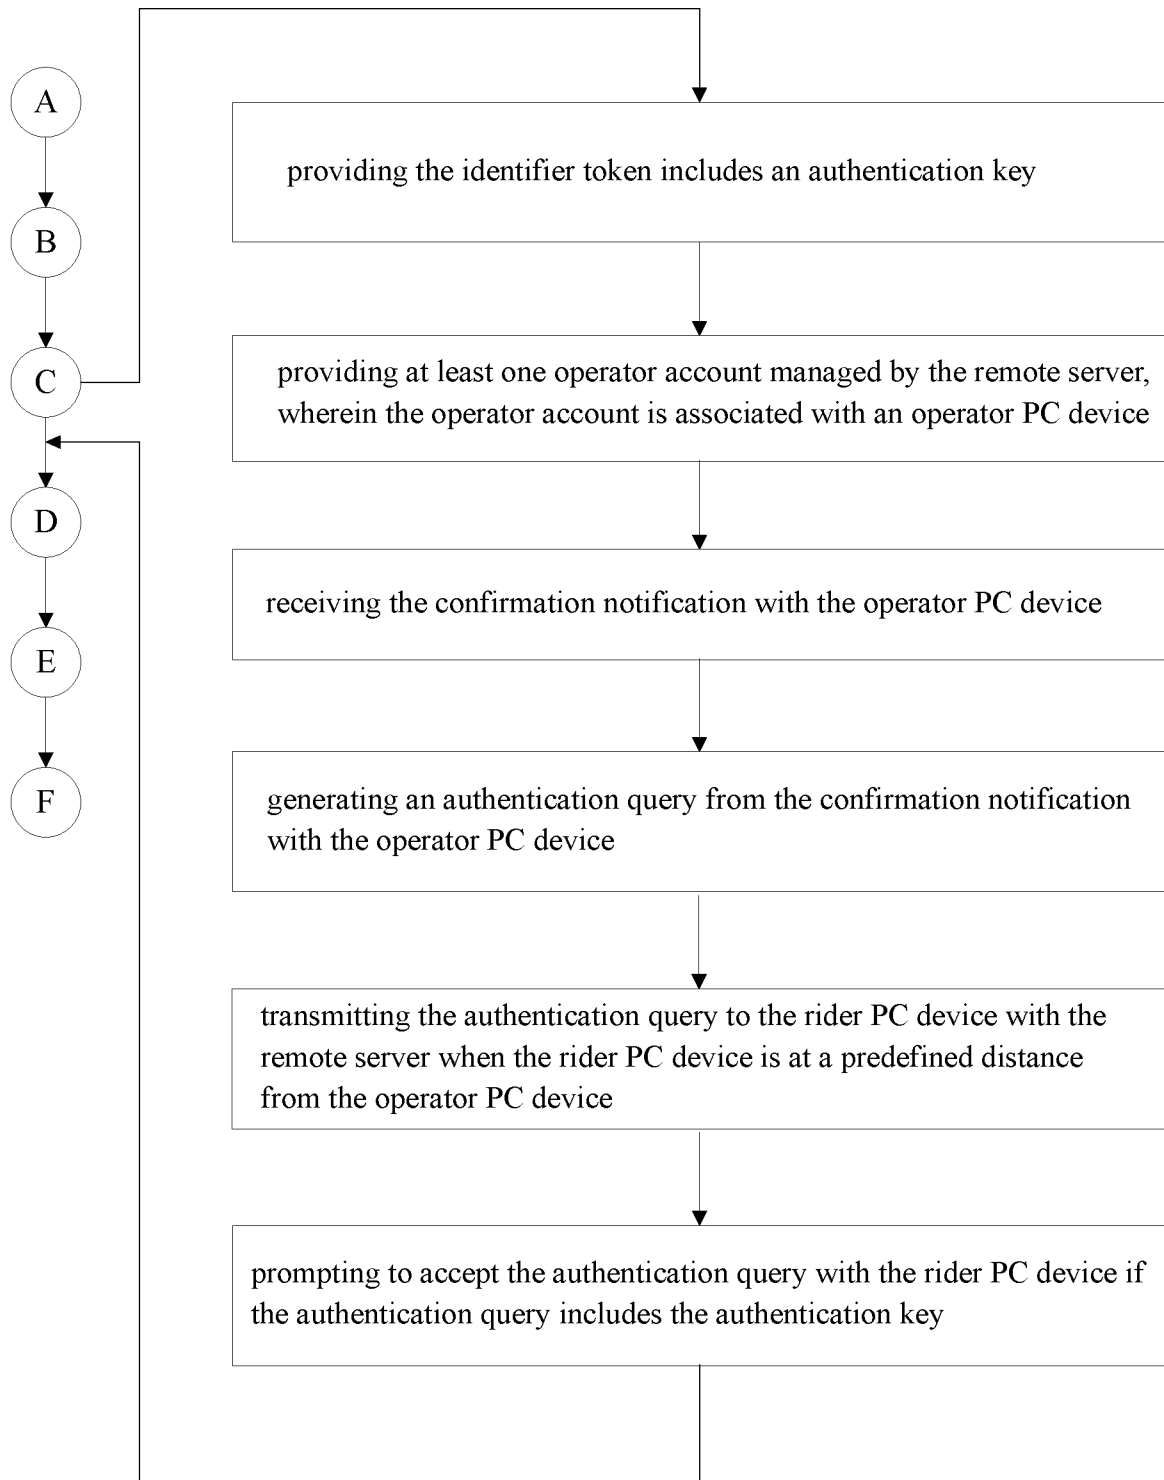 A
B
C
D
E
F
providing the identifier token includes an authentication key
providing at least one operator account managed by the remote server,
wherein the operator account is associated with an operator PC device
receiving the confirmation notification with the operator PC device
generating an authentication query from the confirmation notification
with the operator PC device
transmitting the authentication query to the rider PC device with the
remote server when the rider PC device is at a predefined distance
from the operator PC device
prompting to accept the authentication query with the rider PC device if
the authentication query includes the authentication key